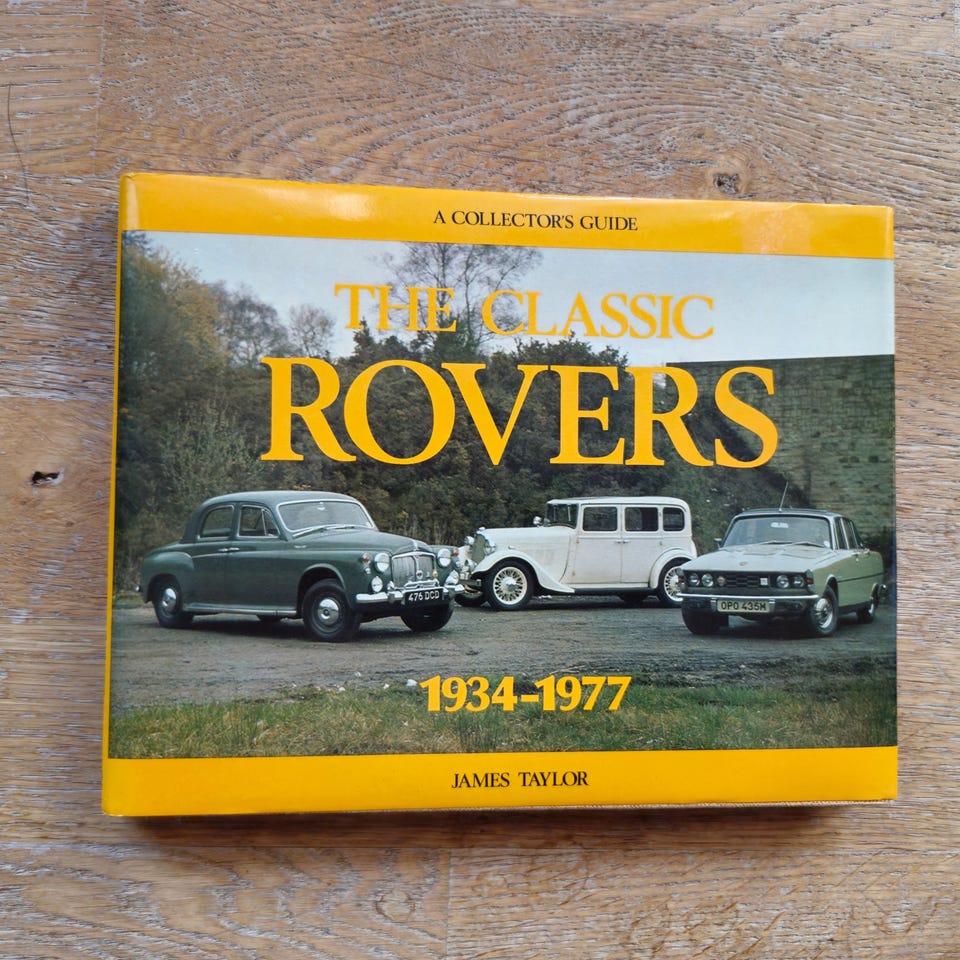 A COLLECTOR'S GUIDE
THE CLASSIC
ROVERS
476 DCD
OPO 435M
1934-1977
JAMES TAYLOR